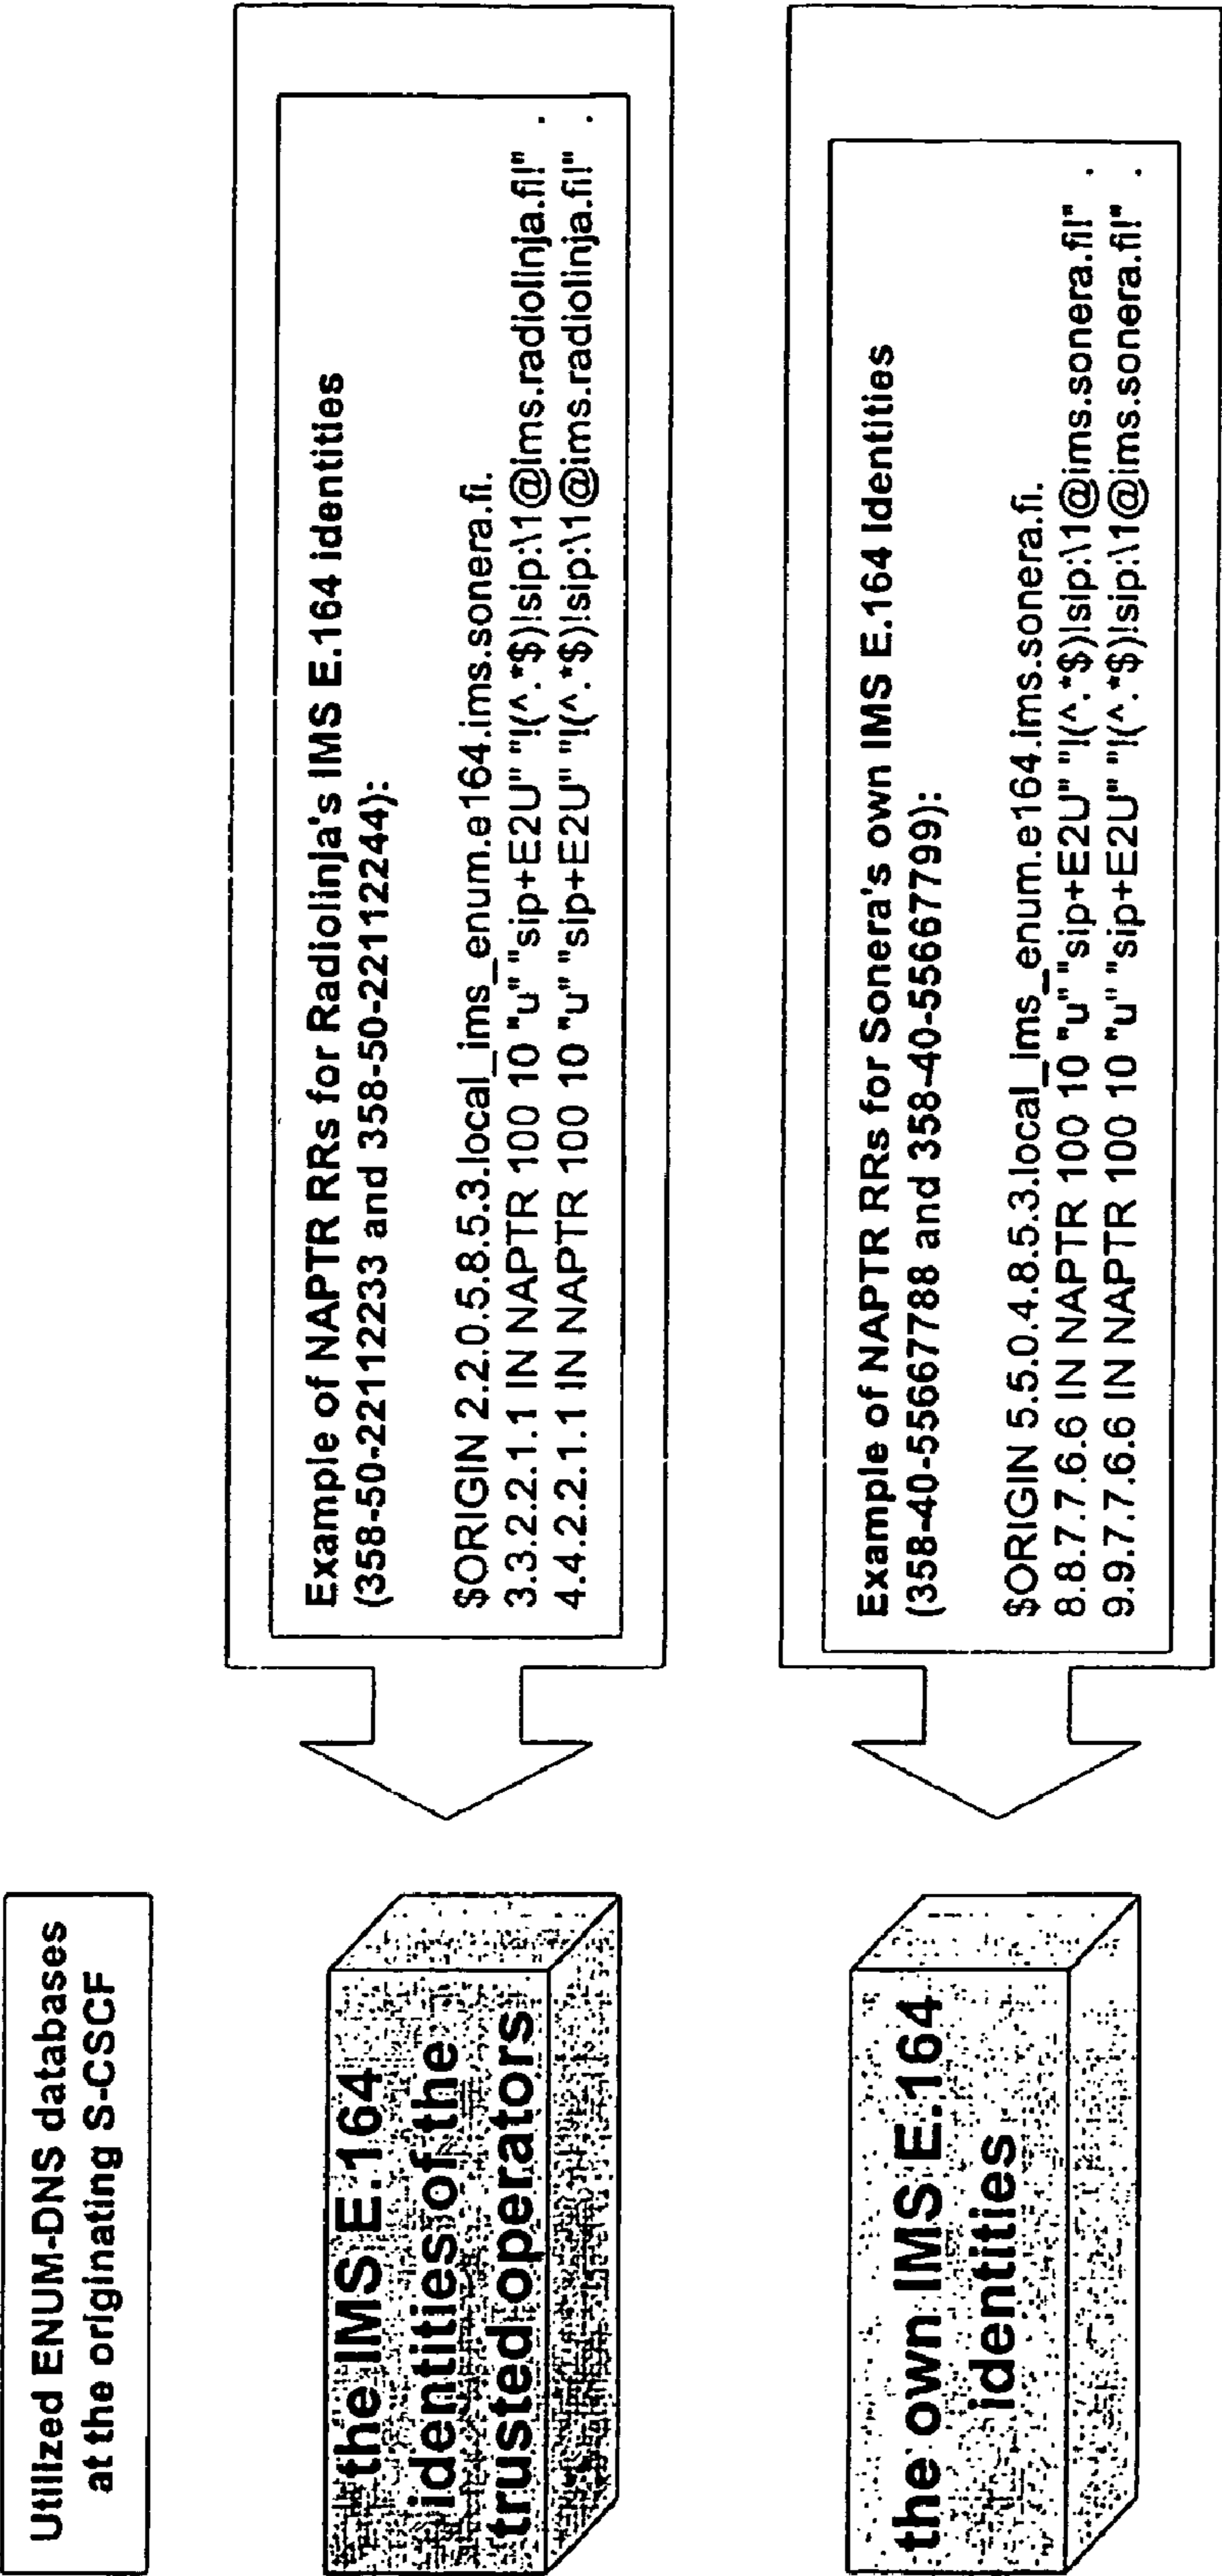 Utilized ENUM-DNS databases
at the originating S-CSCF
the IMS E.164
identities of the
trusted operators
Example of NAPTR RRs for Radiolinja's IMS E.164 identities
(358-50-22112233 and 358-50-22112244):
$ORIGIN 2.2.0.5.8.5.3.local_ims_enum.e164.ims.sonera.fi.
3.3.2.2.1.1 IN NAPTR 100 10 "u" "sip+E2U" "!(^.*$)!sip:\1@ims.radiolinja.fi!" .
4.4.2.2.1.1 IN NAPTR 100 10 "u" "sip+E2U" "!(^.*$)!sip:\1@ims.radiolinja.fi!" .
the own IMS E.164
identities
Example of NAPTR RRs for Sonera's own IMS E.164 identities
(358-40-55667788 and 358-40-55667799):
$ORIGIN 5.5.0.4.8.5.3.local_ims_enum.e164.ims.sonera.fi.
8.8.7.7.6.6 IN NAPTR 100 10 "u" "sip+E2U" "!(^.*$)!sip:\1@ims.sonera.fi!" .
9.9.7.7.6.6 IN NAPTR 100 10 "u" "sip+E2U" "!(^.*$)!sip:\1@ims.sonera.fi!" .